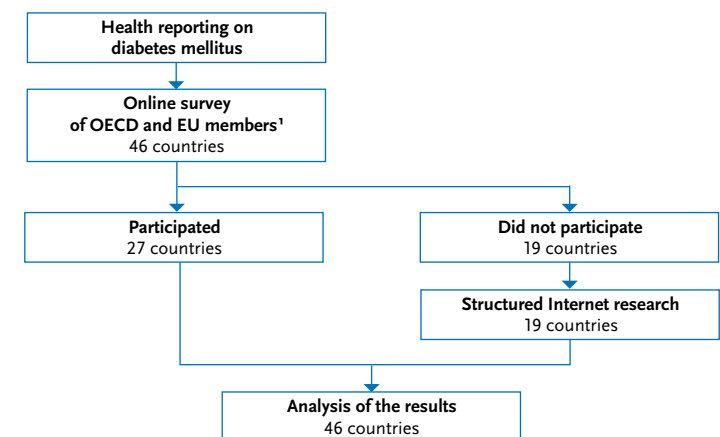 Health reporting on
diabetes mellitus
Online survey
of OECD and EU members¹
46 countries
Participated
27 countries
Did not participate
19 countries
Structured Internet research
19 countries
Analysis of the results
46 countries